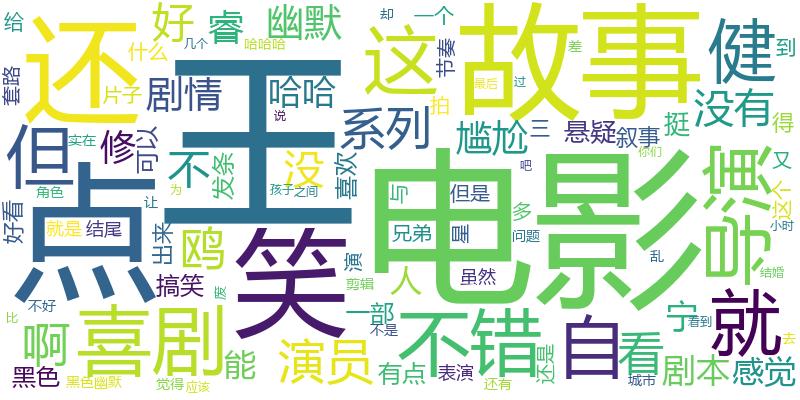 给
还
好
睿
幽默
却
一个
故事
到
什么
几个
哈哈哈
这
节奏
健
套路
片子
剧情
哈哈
差
最后
过
王
拍
系列
没有
说
尴尬
三
悬疑
叙事
挺
得
但
修
可以
不
没
喜欢
实在
发条
吧
你们
又
点
电影
导演
这个
角色
为
孩子
之间
与
但是
让
好看
就是
结尾
出来
鸥
笑
兄弟
星
多
问题
小时
演
乱
搞笑
剪辑
人
虽然
结婚
废
不好
比
喜剧
一部
不错
自
宁
就
看到
啊
能
不是
看
去
演员
有点
表演
还是
剧本
感觉
黑色
黑色幽默
觉得
应该
还有
城市